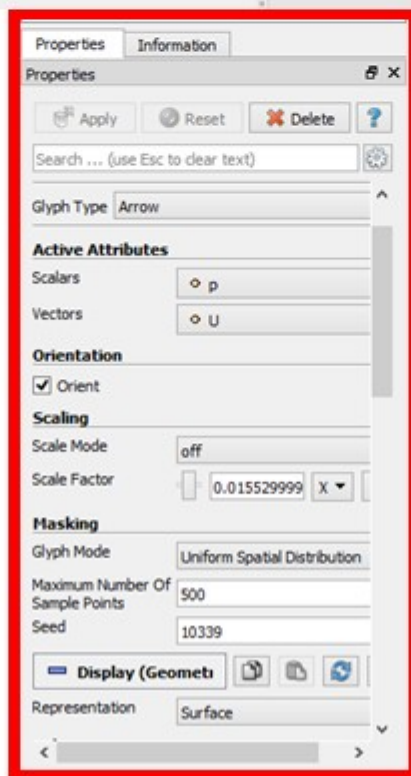 Properties Information
Properties
Apply Reset Delete ?
Search ... (use Esc to clear text)
Glyph Type Arrow
Active Attributes
Scalars p
Vectors U
Orientation
Orient
Scaling
Scale Mode off
Scale Factor 0.015529999 X
Masking
Glyph Mode Uniform Spatial Distribution
Maximum Number Of
Sample Points 500
Seed 10339
Display (Geomet
Representation Surface